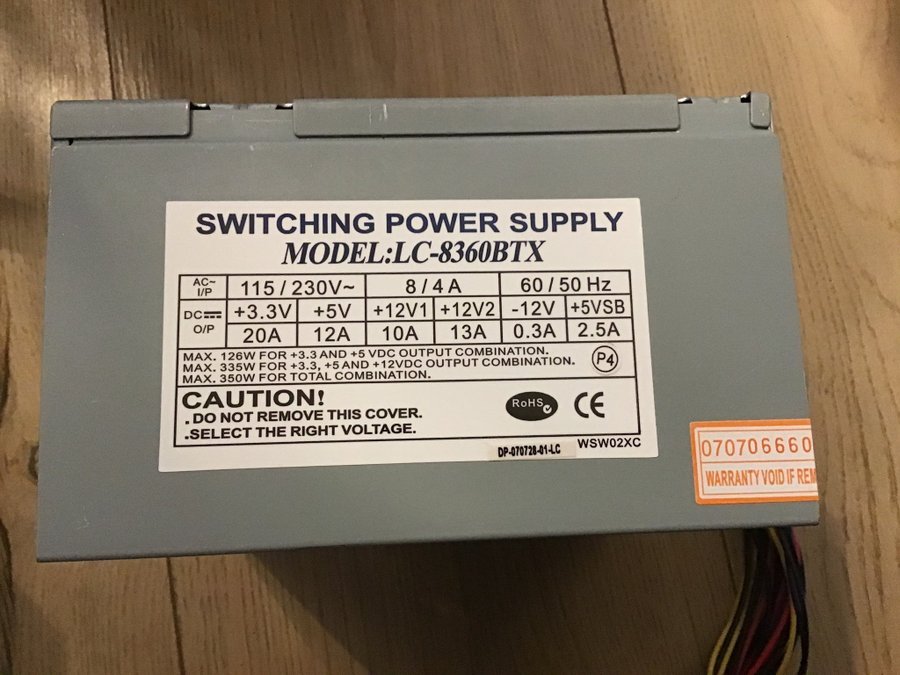 SWITCHING POWER SUPPLY
MODEL:LC-8360BTX
AC~ I/P 115 / 230V~ 8 / 4 A 60 / 50 Hz
DC O/P +3.3V +5V +12V1 +12V2 -12V +5VSB
20A 12A 10A 13A 0.3A 2.5A
MAX. 126W FOR +3.3 AND +5 VDC OUTPUT COMBINATION.
MAX. 335W FOR +3.3, +5 AND +12VDC OUTPUT COMBINATION.
MAX. 350W FOR TOTAL COMBINATION.
P4
CAUTION!
. DO NOT REMOVE THIS COVER.
.SELECT THE RIGHT VOLTAGE.
RoHS CE
DP-070728-01-LC WSW02XC
070706660
WARRANTY VOID IF REM